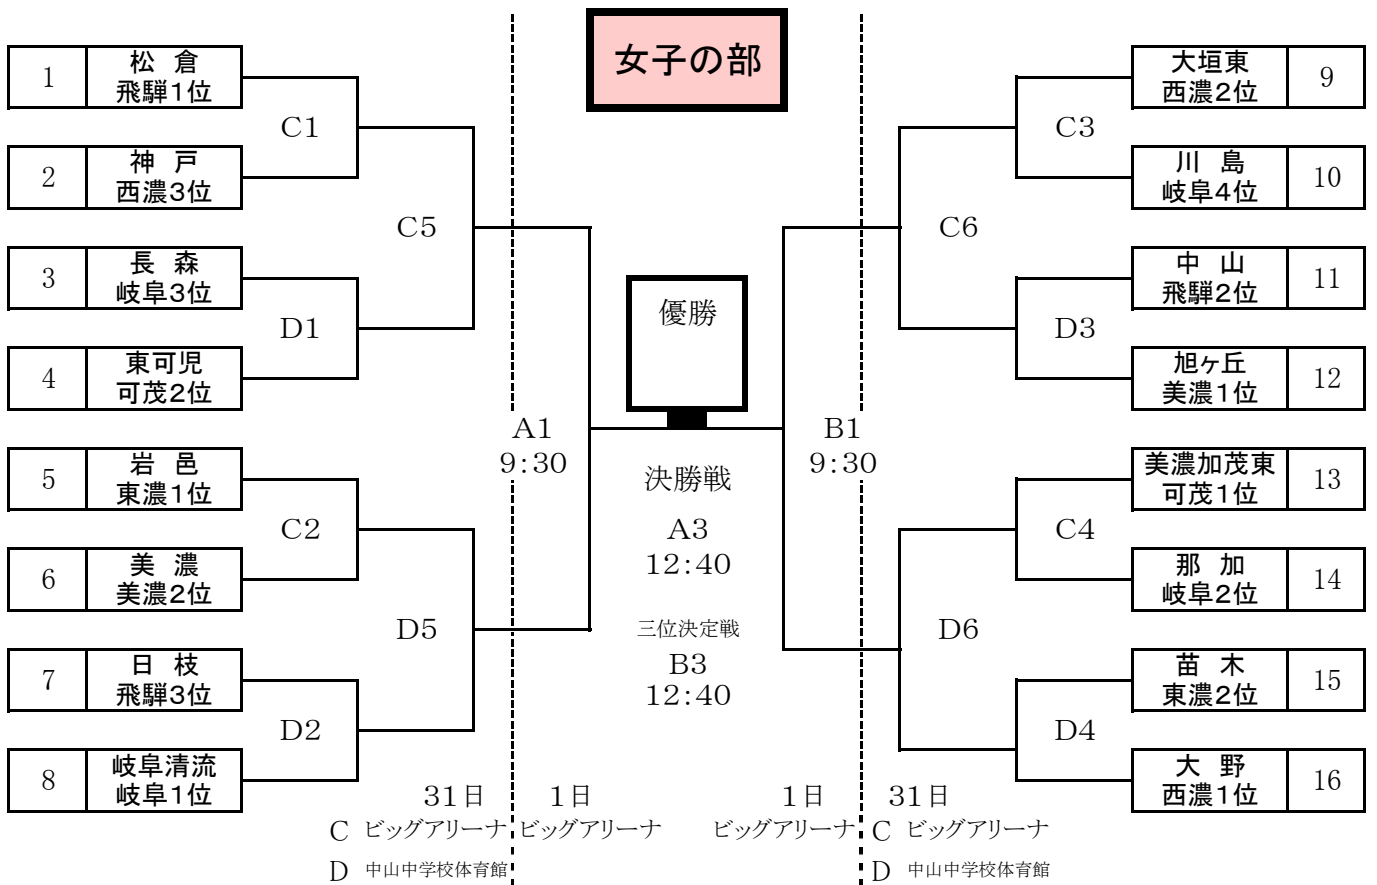 女子の部
1
松 倉
飛騨1位
C1
2
神 戸
西濃3位
C5
3
長 森
岐阜3位
D1
4
東可児
可茂2位
A1
9:30
5
岩 邑
東濃1位
C2
6
美 濃
美濃2位
D5
7
日 枝
飛騨3位
D2
8
岐阜清流
岐阜1位
優勝
決勝戦
A3
12:40
三位決定戦
B3
12:40
大垣東
西濃2位
9
C3
川 島
岐阜4位
10
C6
中 山
飛騨2位
11
D3
旭ヶ丘
美濃1位
12
B1
9:30
美濃加茂東
可茂1位
13
C4
那 加
岐阜2位
14
D6
苗 木
東濃2位
15
D4
大 野
西濃1位
16
31日 1日 1日 31日
C ビッグアリーナ ビッグアリーナ ビッグアリーナ C ビッグアリーナ
D 中山中学校体育館 D 中山中学校体育館